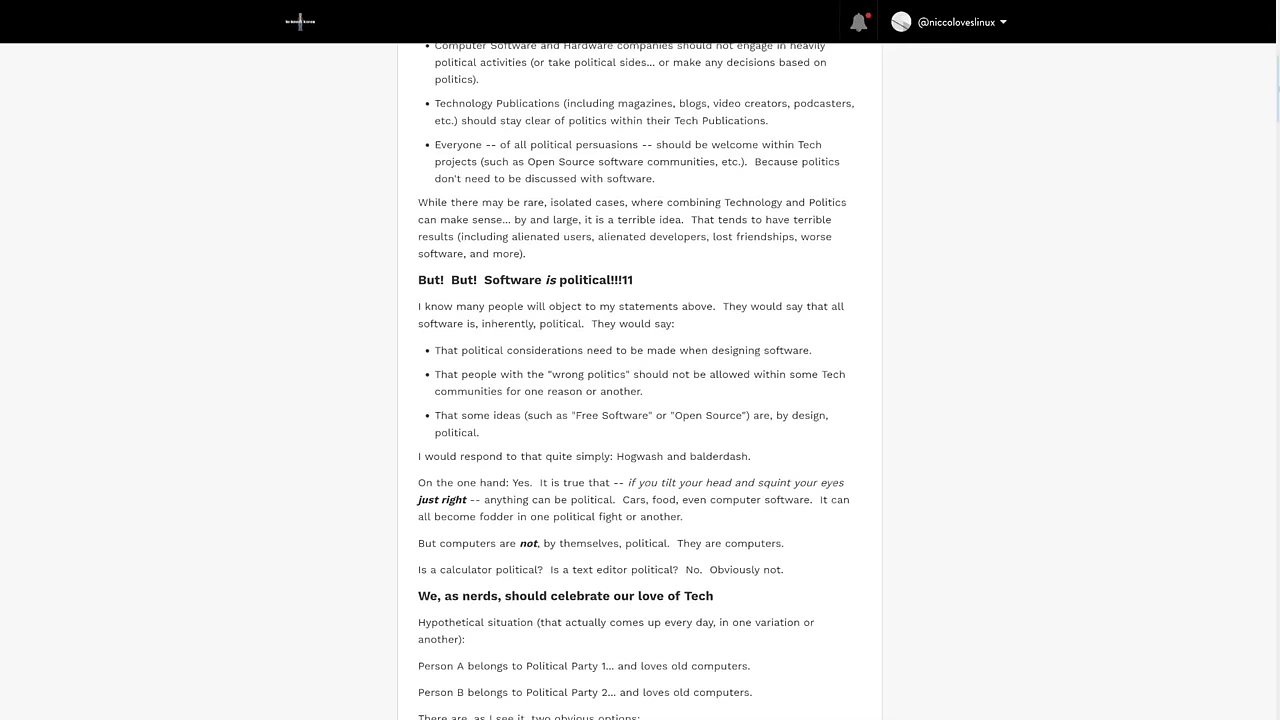 @niccoloveslinux
• Computer Software and Hardware companies should not engage in heavily
political activities (or take political sides... or make any decisions based on
politics).
• Technology Publications (including magazines, blogs, video creators, podcasters,
etc.) should stay clear of politics within their Tech Publications.
• Everyone -- of all political persuasions -- should be welcome within Tech
projects (such as Open Source software communities, etc.).  Because politics
don't need to be discussed with software.
While there may be rare, isolated cases, where combining Technology and Politics
can make sense... by and large, it is a terrible idea.  That tends to have terrible
results (including alienated users, alienated developers, lost friendships, worse
software, and more).
But!  But!  Software is political!!!11
I know many people will object to my statements above.  They would say that all
software is, inherently, political.  They would say:
• That political considerations need to be made when designing software.
• That people with the "wrong politics" should not be allowed within some Tech
communities for one reason or another.
• That some ideas (such as "Free Software" or "Open Source") are, by design,
political.
I would respond to that quite simply: Hogwash and balderdash.
On the one hand: Yes.  It is true that -- if you tilt your head and squint your eyes
just right -- anything can be political.  Cars, food, even computer software.  It can
all become fodder in one political fight or another.
But computers are not, by themselves, political.  They are computers.
Is a calculator political?  Is a text editor political?  No.  Obviously not.
We, as nerds, should celebrate our love of Tech
Hypothetical situation (that actually comes up every day, in one variation or
another):
Person A belongs to Political Party 1... and loves old computers.
Person B belongs to Political Party 2... and loves old computers.
There are, as I see it, two obvious options: